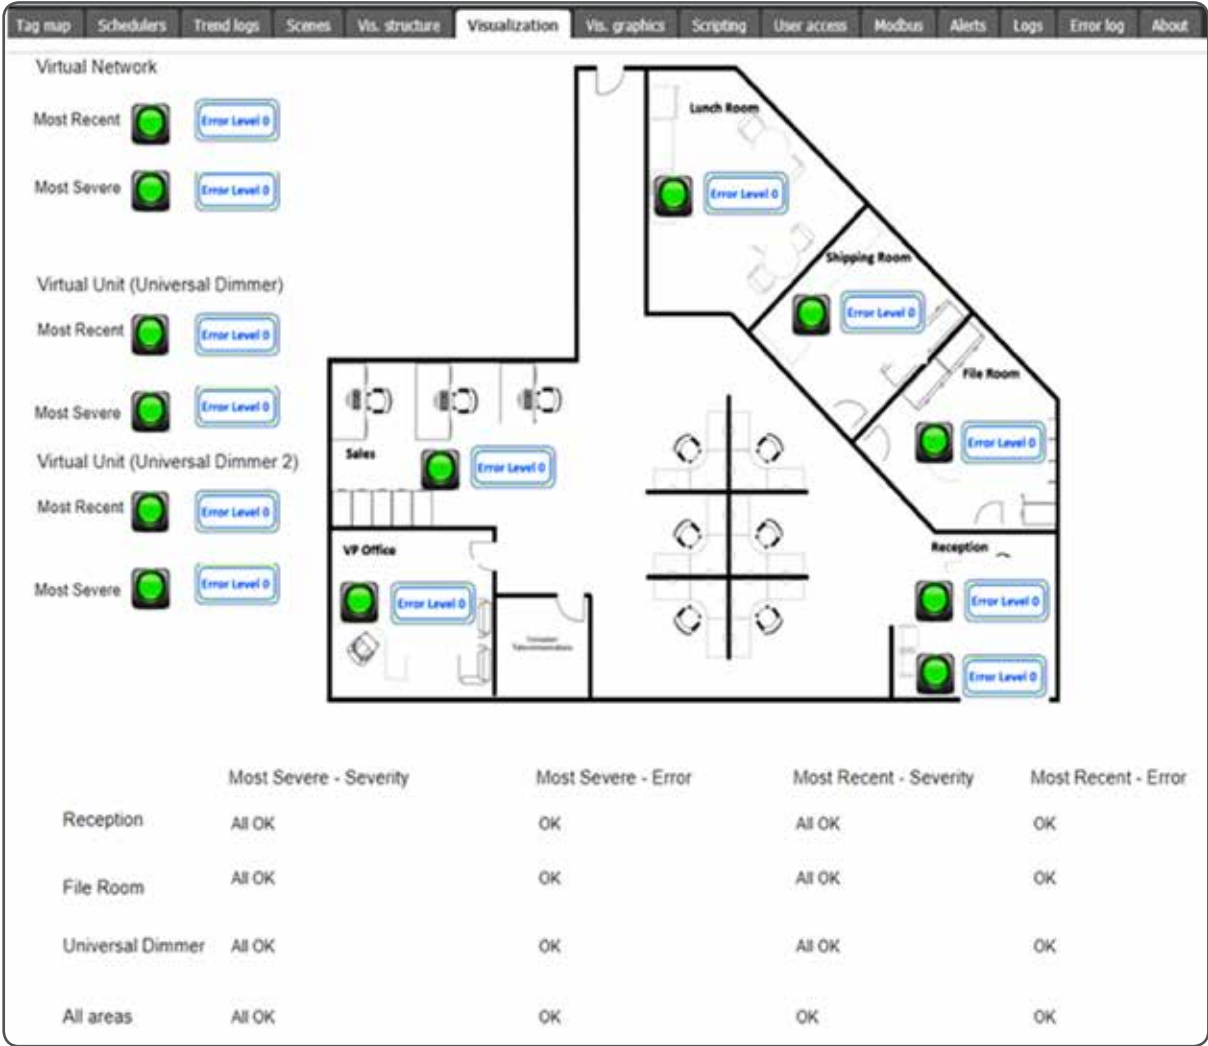 Tag map Schedulers Trend logs Scenes Vis. structure Visualization Vis. graphics Scripting User access Modbus Alerts Logs Error log About
Virtual Network
Most Recent Error Level 0
Most Severe Error Level 0
Virtual Unit (Universal Dimmer)
Most Recent Error Level 0
Most Severe Error Level 0
Virtual Unit (Universal Dimmer 2)
Most Recent Error Level 0
Most Severe Error Level 0
Lunch Room
Error Level 0
Shipping Room
Error Level 0
File Room
Error Level 0
Sales
Error Level 0
VP Office
Error Level 0
Telecommunications
Reception
Error Level 0
Error Level 0
Most Severe - Severity Most Severe - Error Most Recent - Severity Most Recent - Error
Reception All OK OK All OK OK
File Room All OK OK All OK OK
Universal Dimmer All OK OK All OK OK
All areas All OK OK OK OK